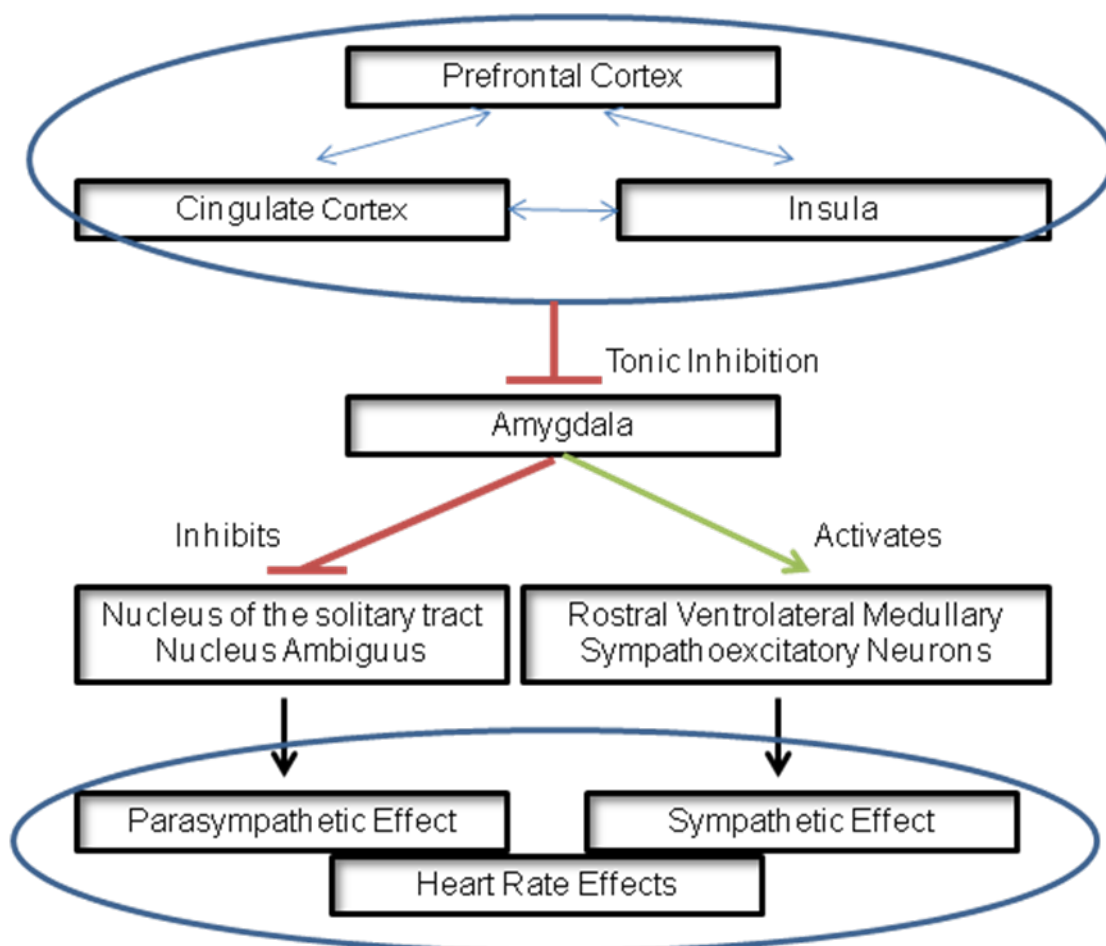 Prefrontal Cortex
Cingulate Cortex
Insula
Tonic Inhibition
Amygdala
Inhibits
Activates
Nucleus of the solitary tract
Nucleus Ambiguus
Rostral Ventrolateral Medullary
Sympathoexcitatory Neurons
Parasympathetic Effect
Sympathetic Effect
Heart Rate Effects